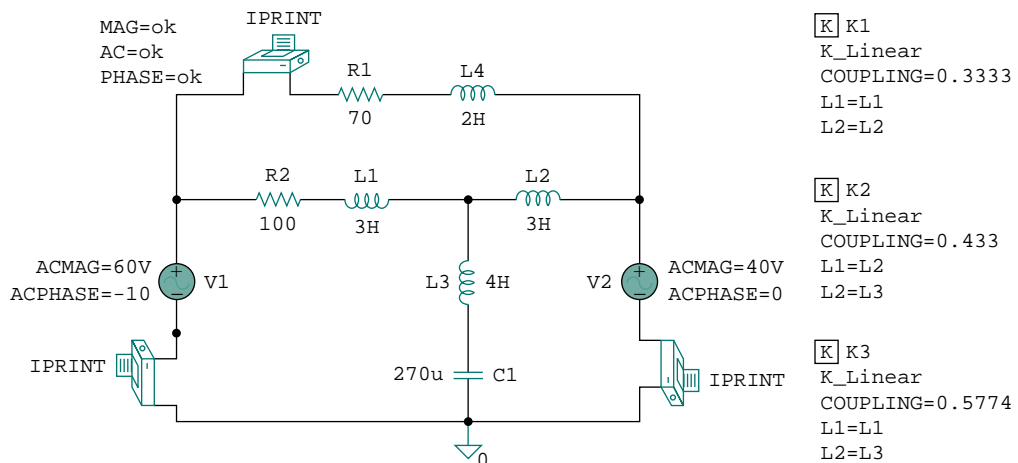 MAG=ok
AC=ok
PHASE=ok
IPRINT
R1
70
L4
2H
R2
100
L1
3H
L2
3H
ACMAG=60V
ACPHASE=-10
V1
L3
4H
V2
ACMAG=40V
ACPHASE=0
IPRINT
270u
C1
IPRINT
0
K K1
K_Linear
COUPLING=0.3333
L1=L1
L2=L2
K K2
K_Linear
COUPLING=0.433
L1=L2
L2=L3
K K3
K_Linear
COUPLING=0.5774
L1=L1
L2=L3